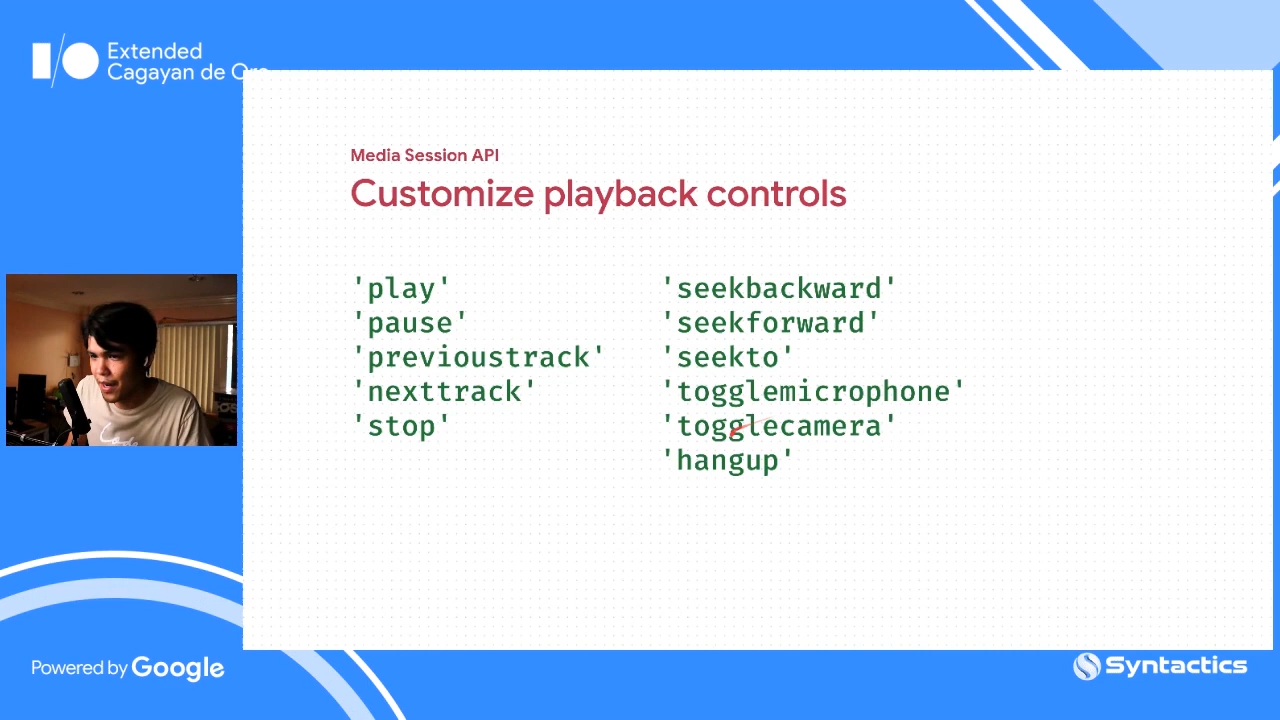 I/O Extended
Cagayan de Oro
Media Session API
Customize playback controls
'play'
'pause'
'previoustrack'
'nexttrack'
'stop'
'seekbackward'
'seekforward'
'seekto'
'togglemicrophone'
'togglecamera'
'hangup'
Powered by Google
Syntactics